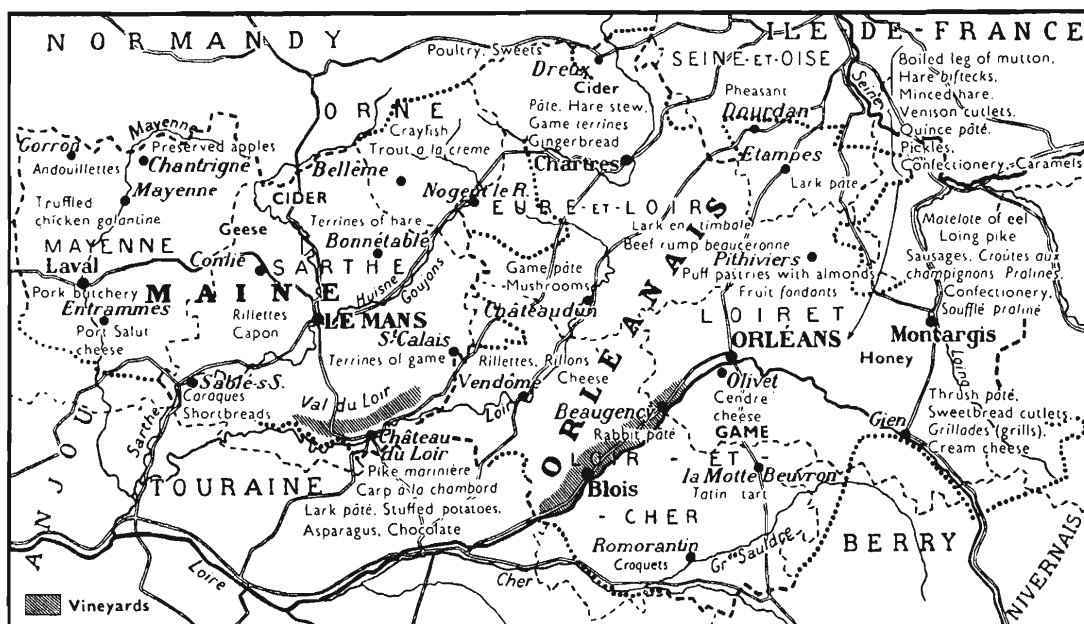 NORMANDY
ILE-DE-FRANCE
Poultry. Sweets
Dreux
Cider
SEINE-ET-OISE
Seine
Boiled leg of mutton,
Hare biftecks,
Minced hare,
Venison cutlets,
Quince pâté,
Pickles,
Confectionery, Caramels
ORNE
Pâté, Hare stew,
Game terrines
Gingerbread
Chartres
Pheasant
Dourdan
Etampes
Lark pâté
Gorron
Andouillettes
Mayenne
Preserved apples
Chantrigne
Mayenne
Crayfish
Trout a la creme
Bellême
Nogent le R.
CIDER
Truffled
chicken galantine
MAYENNE
Geese
Terrines of hare
Bonnétable
EURE-ET-LOIR
Lark en timbale
Beef rump beauceronne
Matelote of eel
Loing pike
Sausages, Croûtes aux
champignons Pralines,
Confectionery,
Soufflé praliné
Laval
Conlie
SARTHE
Game pâté
Mushrooms
Pithiviers
Puff pastries with almonds
Fruit fondants
Pork butchery
MAINE
Huisne
Goujons
Entrammes
Port Salut
cheese
Rillettes
Capon
LE MANS
Châteaudun
LOIRET
ORLÉANS
Montargis
Honey
Loing
St Calais
Terrines of game
Rillettes, Rillons
Cheese
Vendôme
ORLEANAIS
Sablé-s-S.
Caraques
Shortbreads
Val du Loir
Loir
Beaugency
Rabbit pâté
Olivet
Cendre
cheese
GAME
Gien
Thrush pâté,
Sweetbread cutlets,
Grillades (grills),
Cream cheese
ANJOU
Sarthe
Château
du Loir
Pike marinière
Carp à la chambord
Lark pâté, Stuffed potatoes,
Asparagus, Chocolate
TOURAINE
LOIR-ET-
-CHER
Blois
la Motte Beuvron
Tatin tart
Romorantin
Croquets
Grde Sauldre
BERRY
NIVERNAIS
Loire
Cher
Vineyards